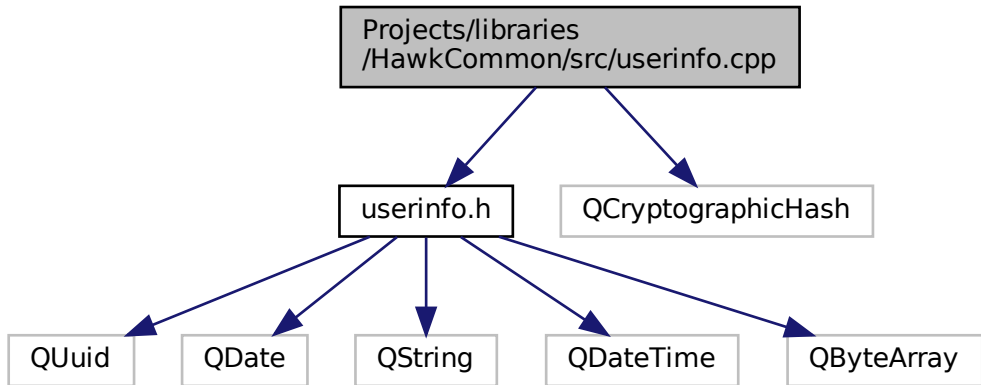 Projects/libraries
/HawkCommon/src/userinfo.cpp
userinfo.h
QCryptographicHash
QUuid
QDate
QString
QDateTime
QByteArray